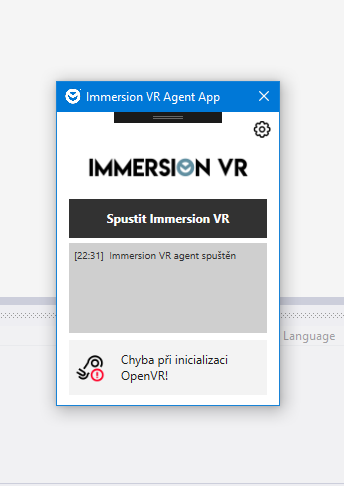 Immersion VR Agent App
IMMERSION VR
Spustit Immersion VR
[22:31] Immersion VR agent spuštěn
Language
Chyba při inicializaci
OpenVR!